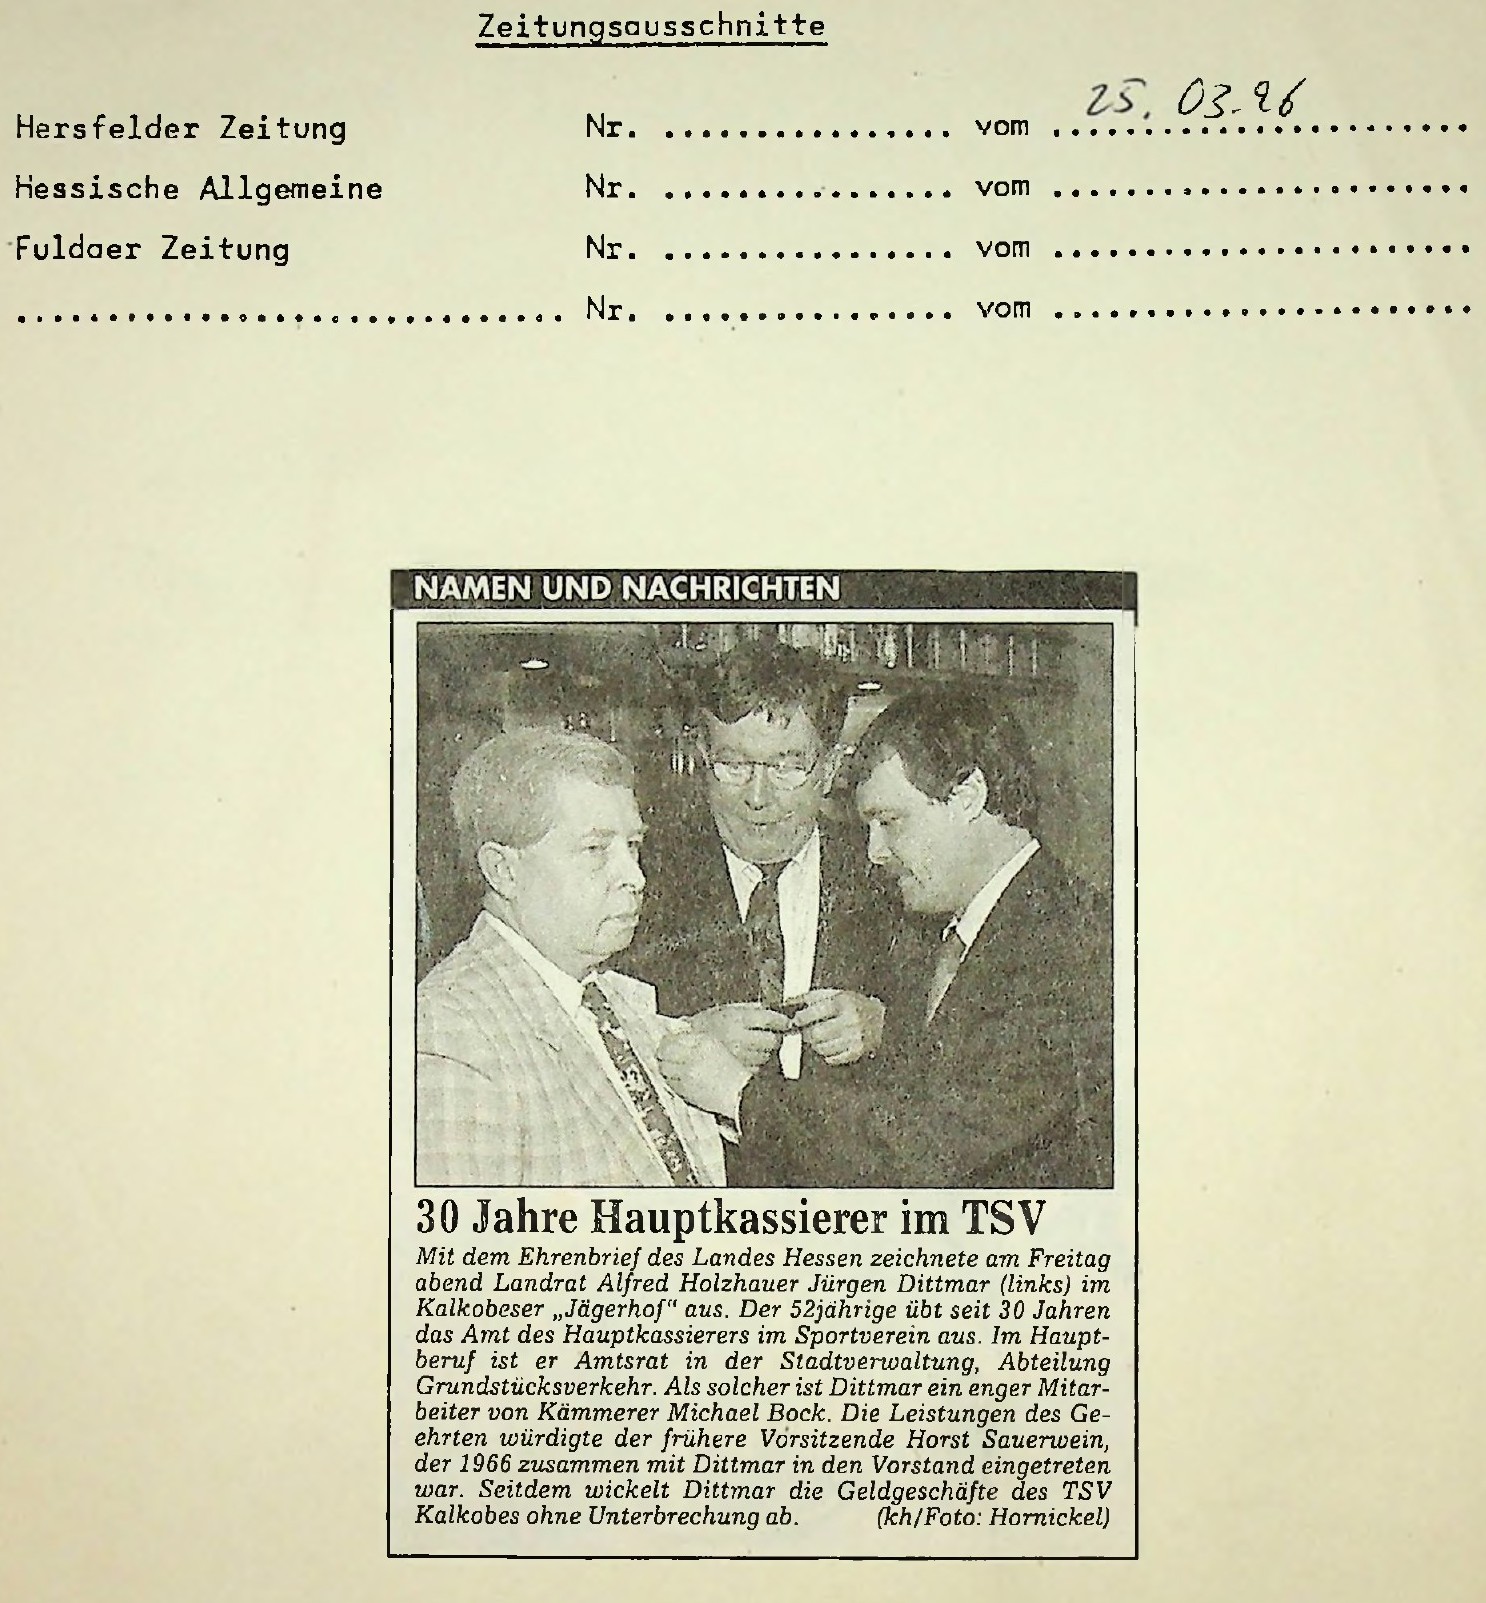 Zeitungsausschnitte
25. 03.96
Hersfelder Zeitung Nr. ................ vom .......................
Hessische Allgemeine Nr. ................ vom .......................
Fuldaer Zeitung Nr. ................ vom .......................
.............................. Nr. ................ vom .......................
NAMEN UND NACHRICHTEN
30 Jahre Hauptkassierer im TSV
Mit dem Ehrenbrief des Landes Hessen zeichnete am Freitag
abend Landrat Alfred Holzhauer Jürgen Dittmar (links) im
Kalkobeser „Jägerhof“ aus. Der 52jährige übt seit 30 Jahren
das Amt des Hauptkassierers im Sportverein aus. Im Haupt-
beruf ist er Amtsrat in der Stadtverwaltung, Abteilung
Grundstücksverkehr. Als solcher ist Dittmar ein enger Mitar-
beiter von Kämmerer Michael Bock. Die Leistungen des Ge-
ehrten würdigte der frühere Vorsitzende Horst Sauerwein,
der 1966 zusammen mit Dittmar in den Vorstand eingetreten
war. Seitdem wickelt Dittmar die Geldgeschäfte des TSV
Kalkobes ohne Unterbrechung ab. (kh/Foto: Hornickel)